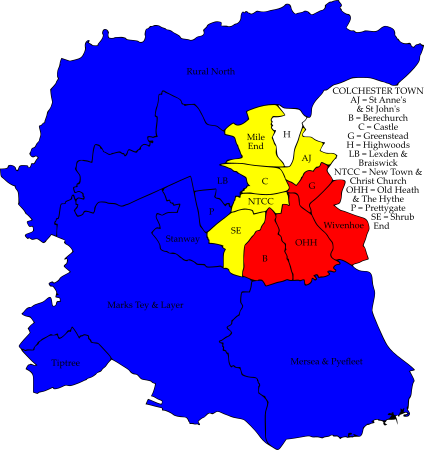 Rural North
COLCHESTER TOWN
AJ = St Anne's
& St John's
B = Berechurch
C = Castle
G = Greenstead
H = Highwoods
LB = Lexden &
Braiswick
NTCC = New Town &
Christ Church
OHH = Old Heath
& The Hythe
P = Prettygate
SE = Shrub
End
Mile
End
H
AJ
LB
C
G
NTCC
P
Wivenhoe
SE
Stanway
OHH
B
Marks Tey & Layer
Tiptree
Mersea & Pyefleet